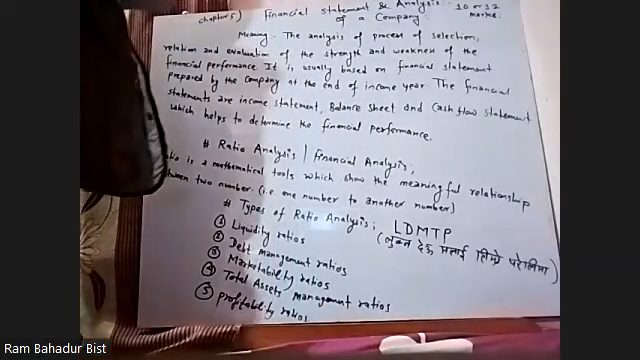 chapter 5) Financial Statement & Analysis:- 10 or 12
of a Company: marks.
Meaning:- The analysis of process of selection,
relation and evaluation of the strength and weakness of the
financial performance. It is usually based on financial statement
prepared by the company at the end of income year. The financial
statements are income statement, Balance sheet and Cash flow statement
which helps to determine the financial performance.
# Ratio Analysis | Financial Analysis;
is a mathematical tools which show the meaningful relationship
two number. (i.e. one number to another number)
# Types of Ratio Analysis; LDMTP
① Liquidity ratios
② Debt management ratios
③ Marketability ratios
④ Total Assets management ratios
⑤ profitability ratios.
देऊ मलाई तिम्रो
Ram Bahadur Bist